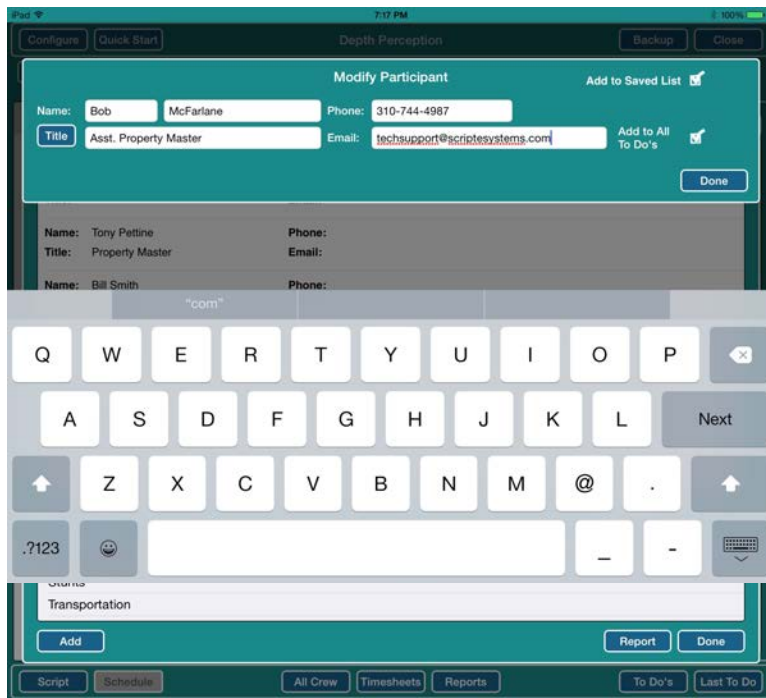 iPad 7:17 PM 100%
Configure Quick Start Depth Perception Backup Close
Modify Participant Add to Saved List
Name: Bob McFarlane Phone: 310-744-4987
Title Asst. Property Master Email: techsupport@scriptesystems.com Add to All To Do's
Done
Name: Tony Pettine Phone:
Title: Property Master Email:
Name: Bill Smith Phone:
"com"
Q W E R T Y U I O P
A S D F G H J K L Next
Z X C V B N M @ .
.?123 _ -
Stunts
Transportation
Add Report Done
Script Schedule All Crew Timesheets Reports To Do's Last To Do